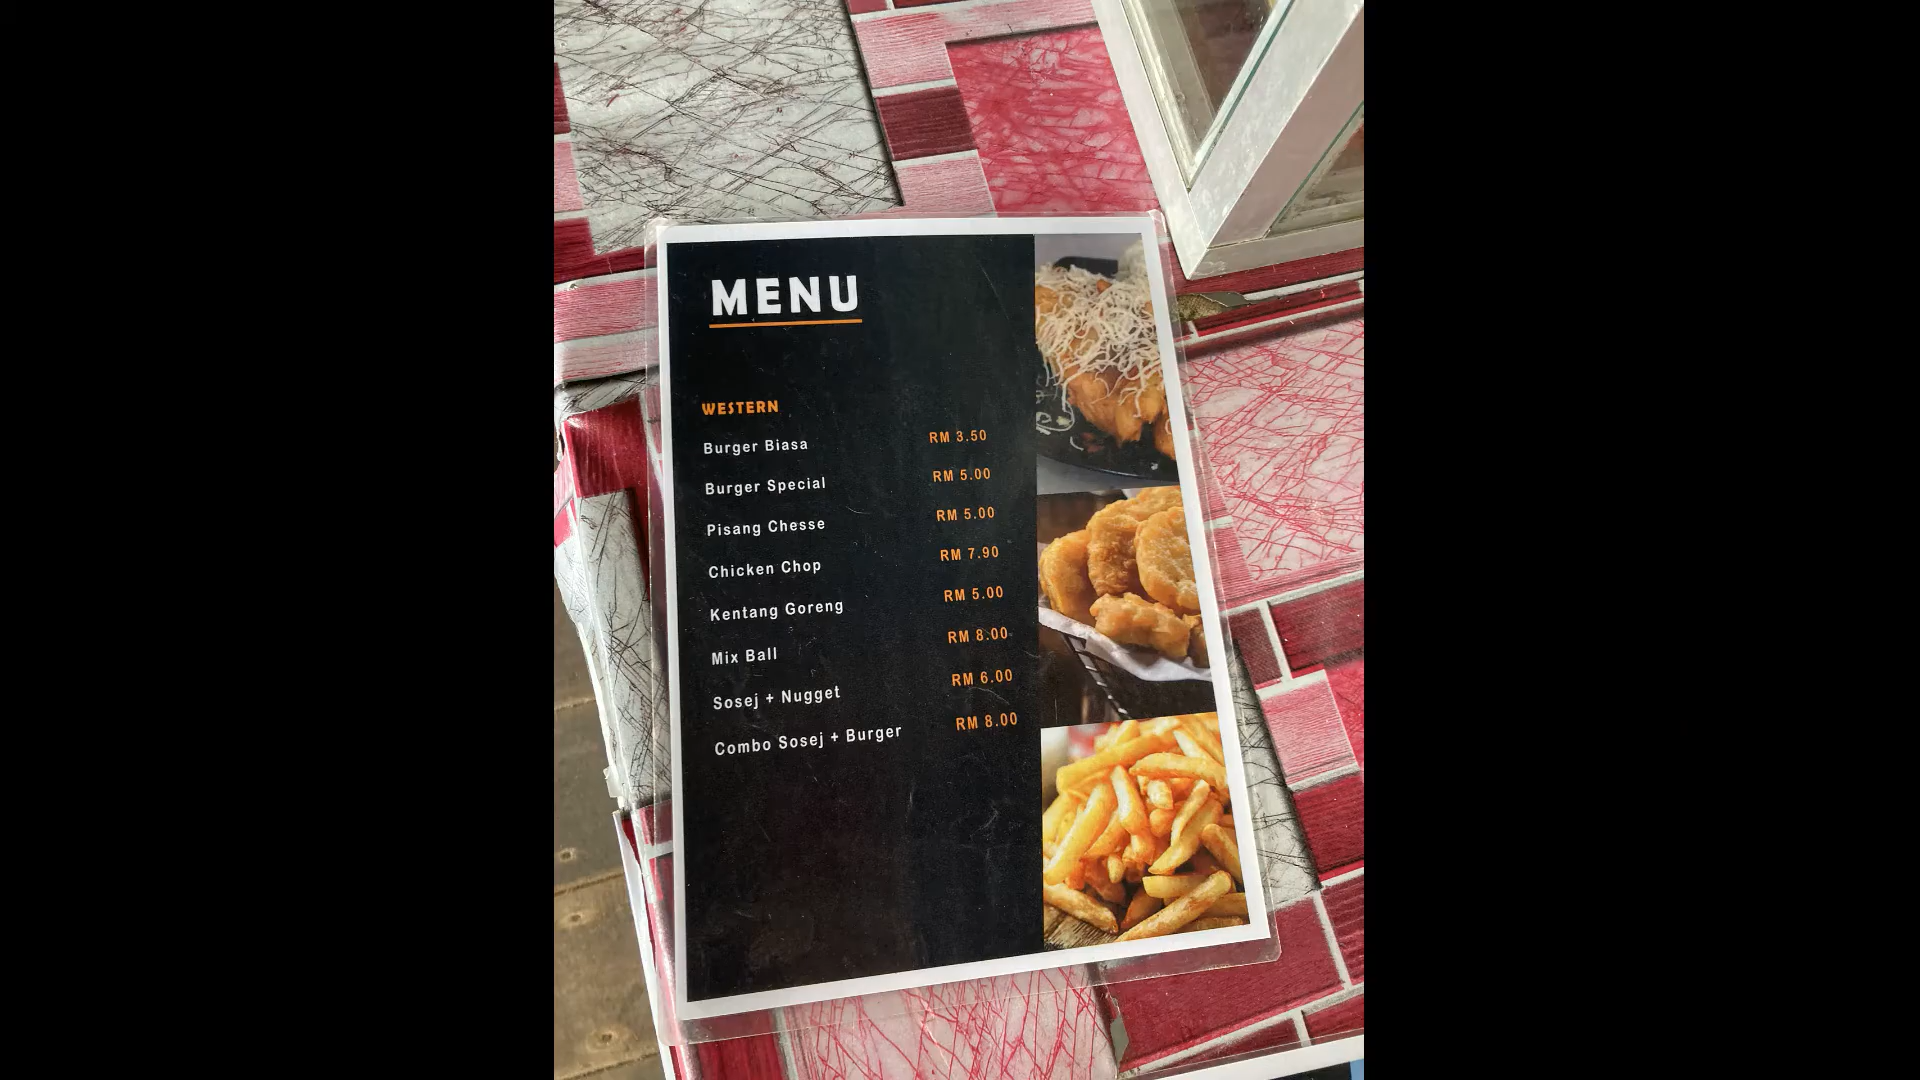 MENU
WESTERN
Burger Biasa RM 3.50
Burger Special RM 5.00
Pisang Chesse RM 5.00
Chicken Chop RM 7.90
Kentang Goreng RM 5.00
Mix Ball RM 8.00
Sosej + Nugget RM 6.00
Combo Sosej + Burger RM 8.00